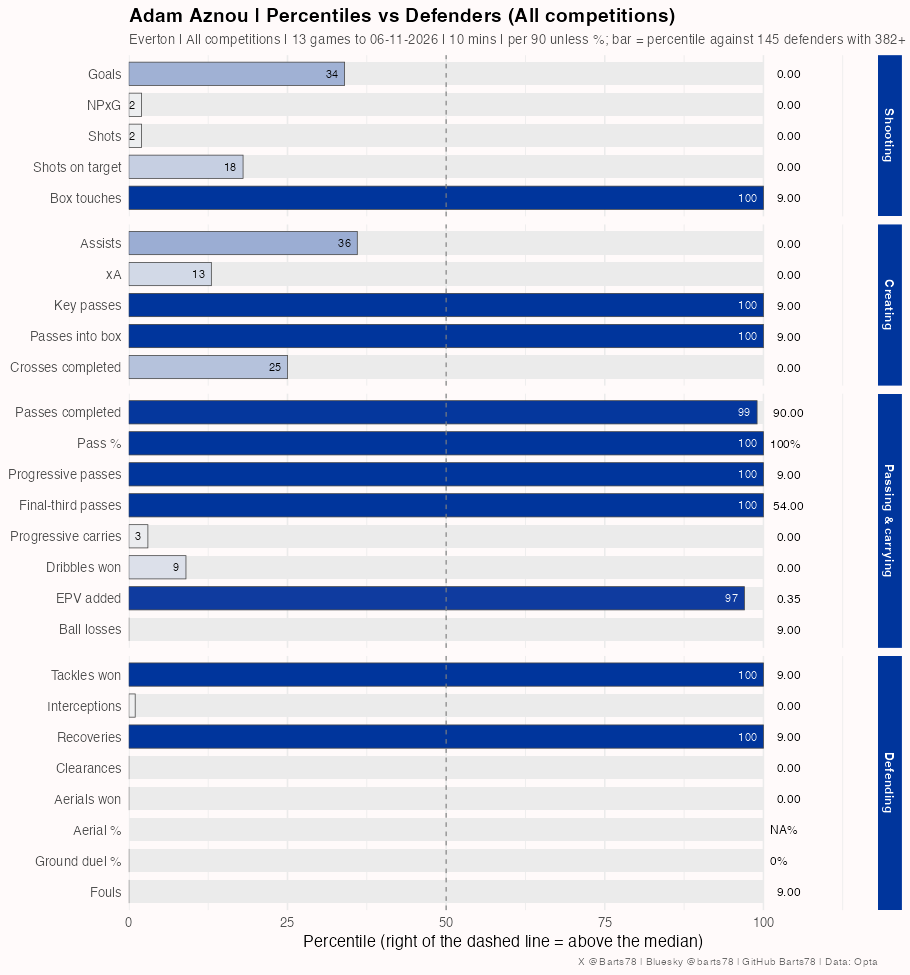 Adam Aznou | Percentiles vs Defenders (All competitions)
Everton | All competitions | 13 games to 06-11-2026 | 10 mins | per 90 unless %; bar = percentile against 145 defenders with 382+
Goals 34 0.00
NPxG 2 0.00
Shots 2 0.00
Shots on target 18 0.00
Box touches 100 9.00
Shooting
Assists 36 0.00
xA 13 0.00
Key passes 100 9.00
Passes into box 100 9.00
Crosses completed 25 0.00
Creating
Passes completed 99 90.00
Pass % 100 100%
Progressive passes 100 9.00
Final-third passes 100 54.00
Progressive carries 3 0.00
Dribbles won 9 0.00
EPV added 97 0.35
Ball losses 9.00
Passing & carrying
Tackles won 100 9.00
Interceptions 0.00
Recoveries 100 9.00
Clearances 0.00
Aerials won 0.00
Aerial % NA%
Ground duel % 0%
Fouls 9.00
Defending
0 25 50 75 100
Percentile (right of the dashed line = above the median)
X @Barts78 | Bluesky @barts78 | GitHub Barts78 | Data: Opta